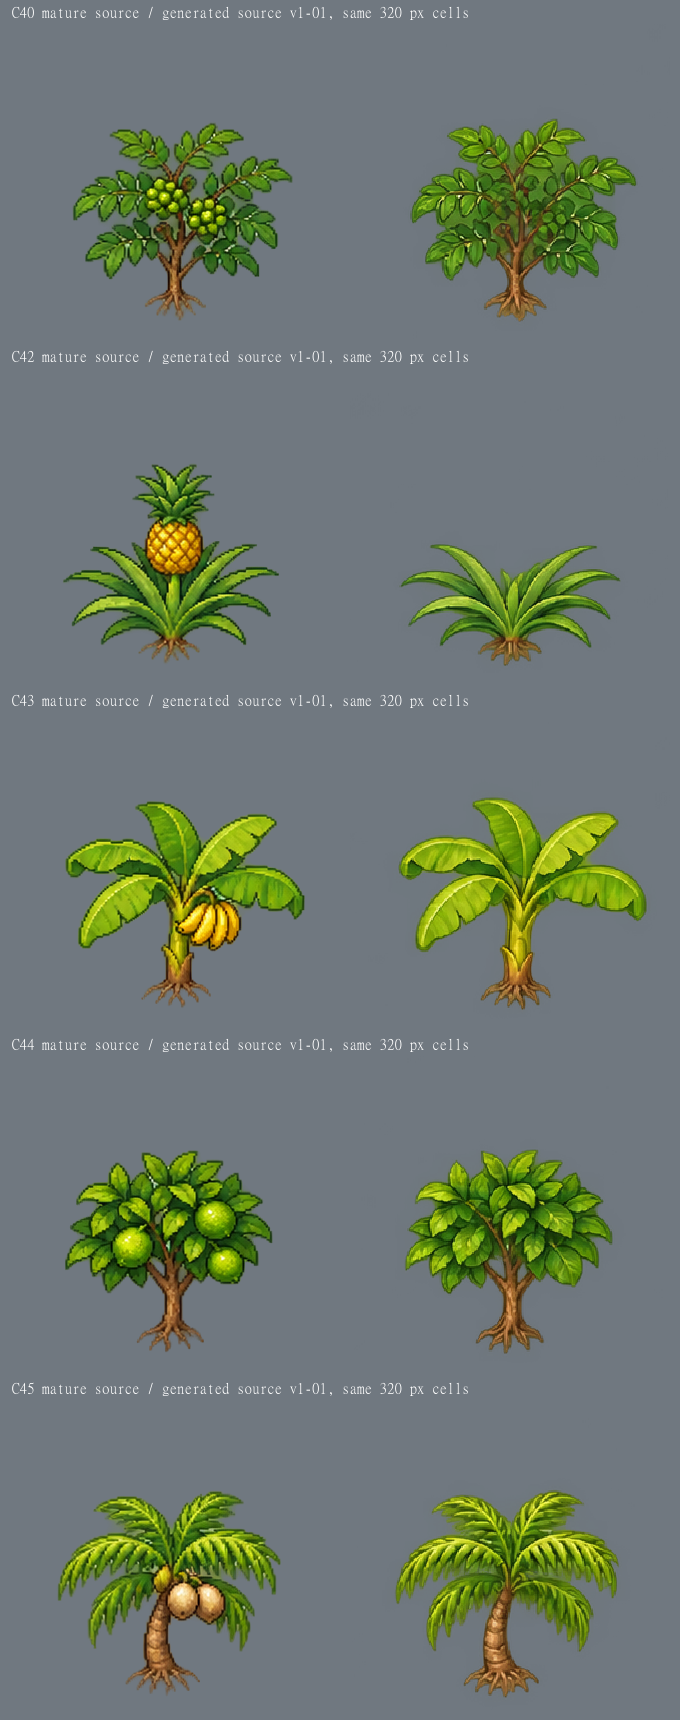 C40 mature source / generated source v1-01, same 320 px cells
C42 mature source / generated source v1-01, same 320 px cells
C43 mature source / generated source v1-01, same 320 px cells
C44 mature source / generated source v1-01, same 320 px cells
C45 mature source / generated source v1-01, same 320 px cells